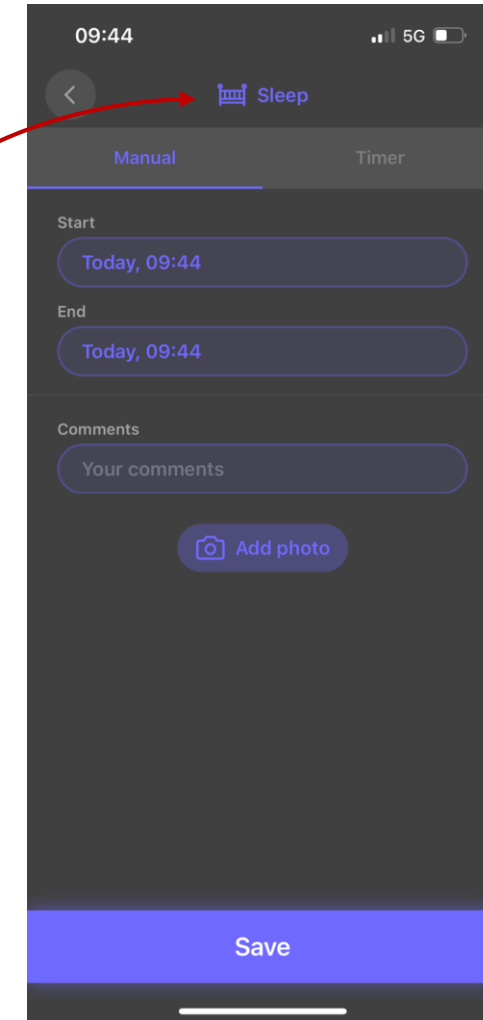 09:44
5G
Sleep
Manual
Timer
Start
Today, 09:44
End
Today, 09:44
Comments
Your comments
Add photo
Save